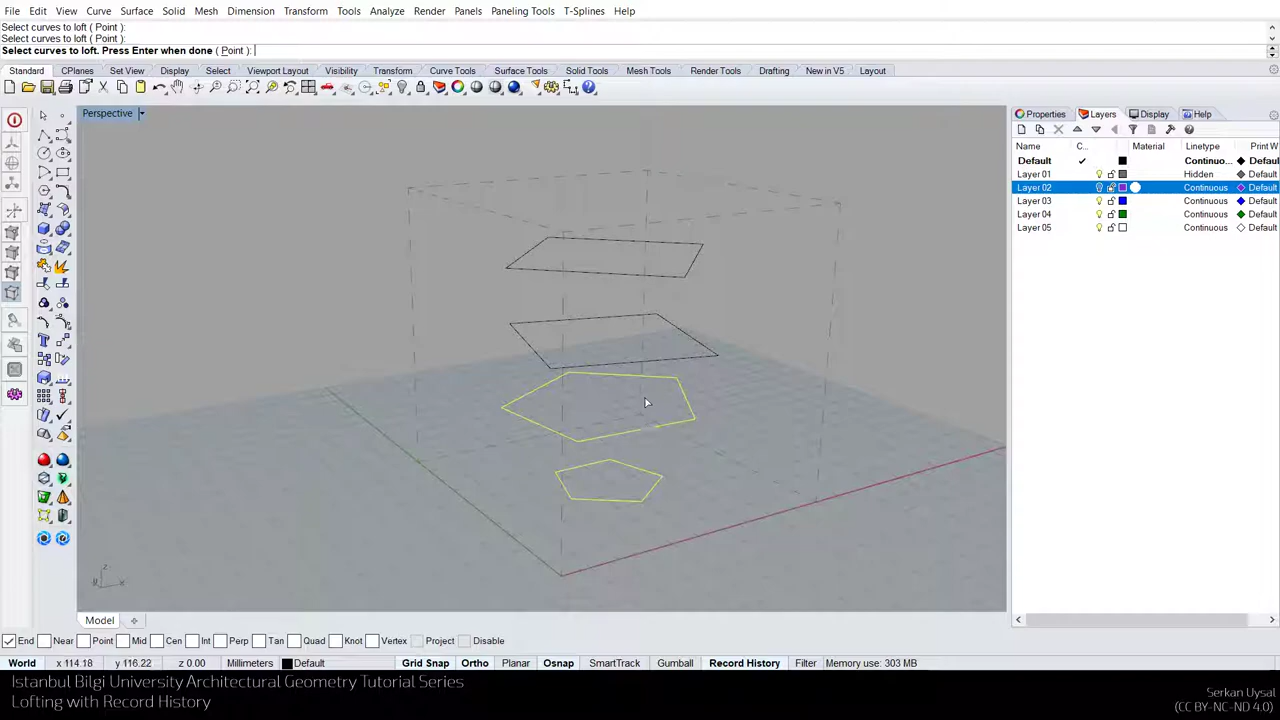 File Edit View Curve Surface Solid Mesh Dimension Transform Tools Analyze Render Panels Paneling Tools T-Splines Help
Select curves to loft ( Point ):
Select curves to loft ( Point ):
Select curves to loft. Press Enter when done ( Point ):
Standard CPlanes Set View Display Select Viewport Layout Visibility Transform Curve Tools Surface Tools Solid Tools Mesh Tools Render Tools Drafting New in V5 Layout
Perspective
Properties Layers Display Help
Name C... Material Linetype Print W
Default Continuo... Default
Layer 01 Hidden Default
Layer 02 Continuous Default
Layer 03 Continuous Default
Layer 04 Continuous Default
Layer 05 Continuous Default
z
y x
Model
End Near Point Mid Cen Int Perp Tan Quad Knot Vertex Project Disable
World x 114.18 y 116.22 z 0.00 Millimeters Default Grid Snap Ortho Planar Osnap SmartTrack Gumball Record History Filter Memory use: 303 MB
Istanbul Bilgi University Architectural Geometry Tutorial Series
Lofting with Record History
Serkan Uysal
(CC BY-NC-ND 4.0)